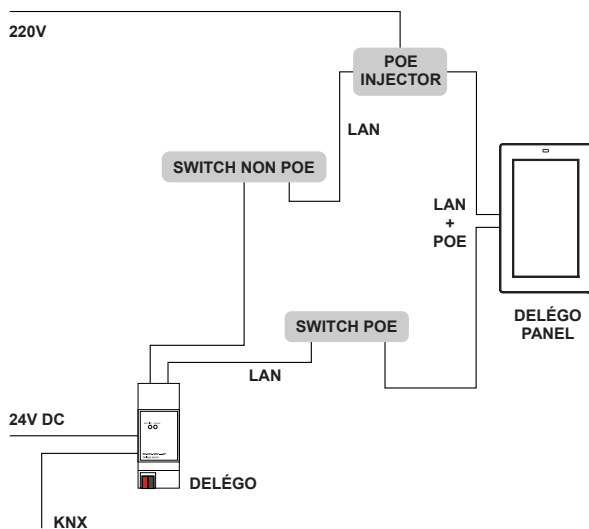 220V
POE
INJECTOR
LAN
SWITCH NON POE
LAN
+
POE
SWITCH POE
DELÉGO
PANEL
LAN
24V DC
DELÉGO
KNX